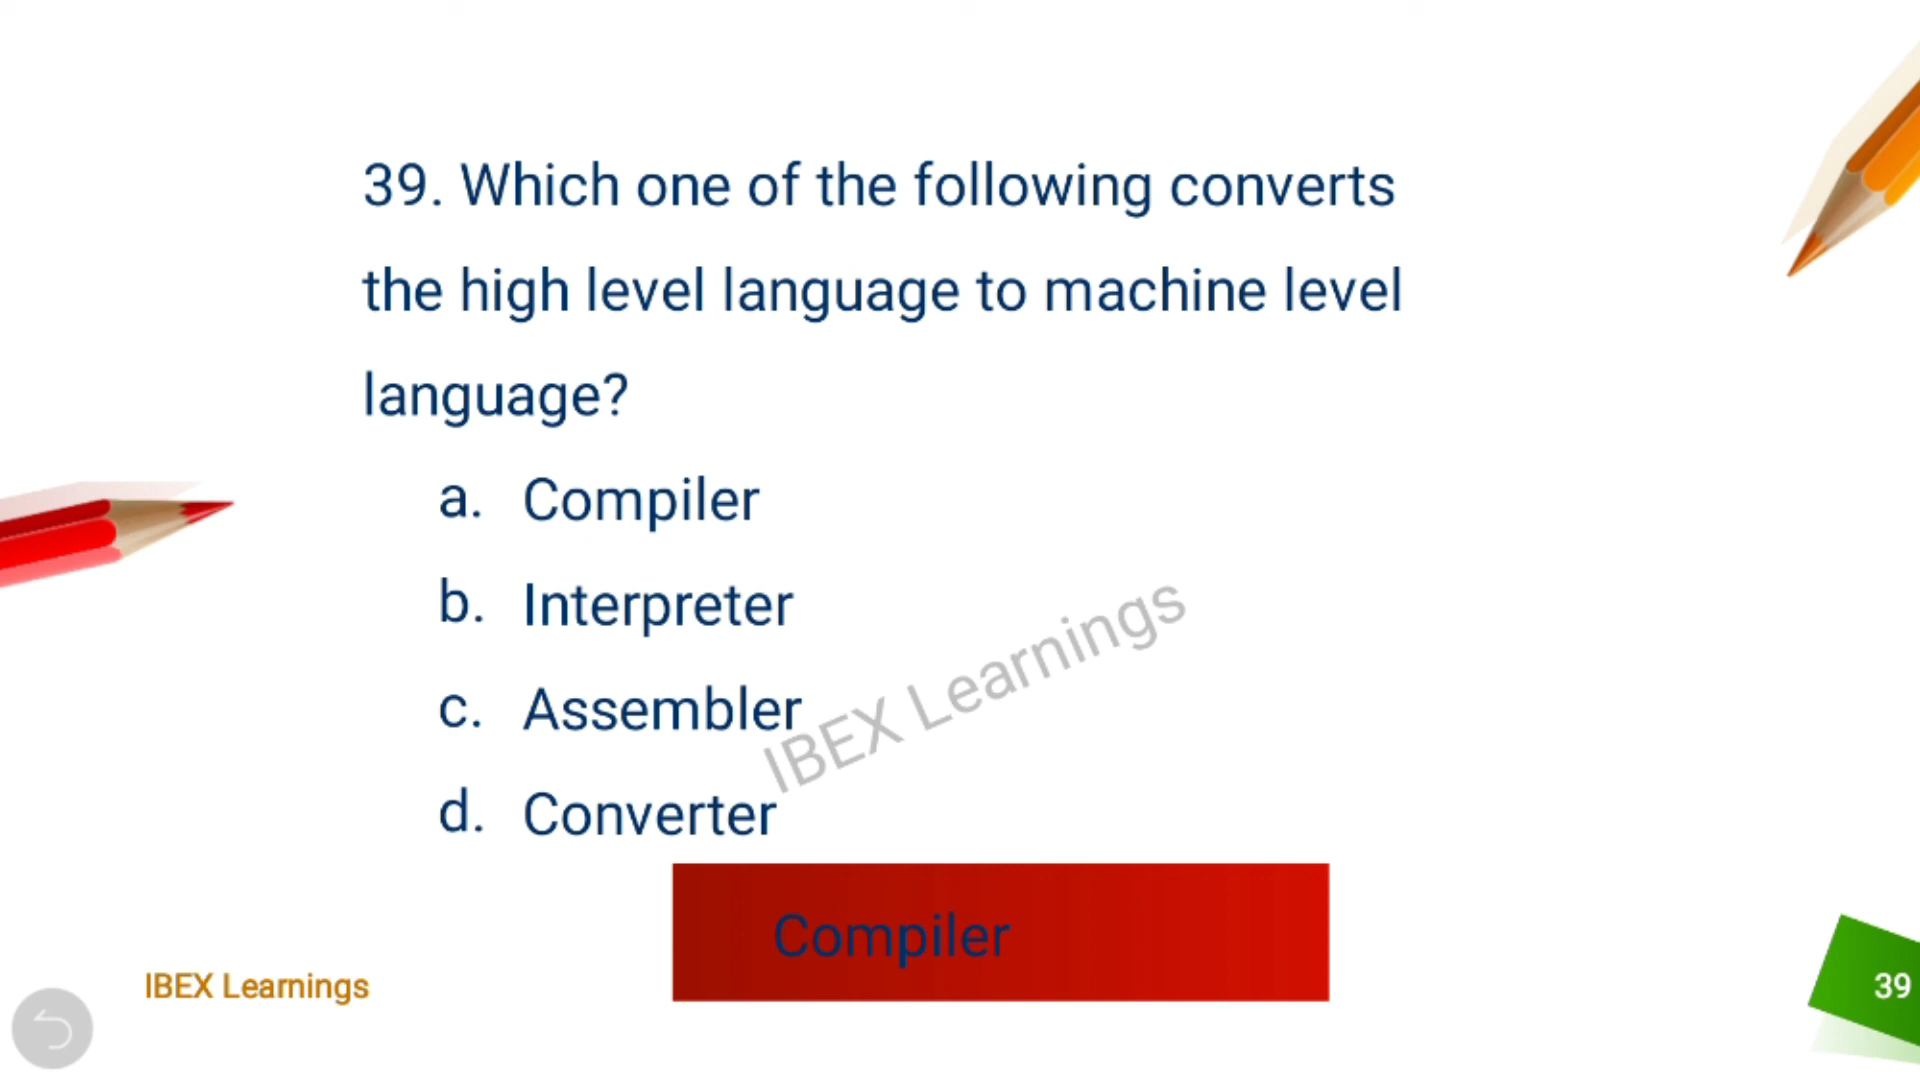 39. Which one of the following converts
the high level language to machine level
language?
a. Compiler
b. Interpreter
c. Assembler
d. Converter
IBEX Learnings
Compiler
IBEX Learnings
39